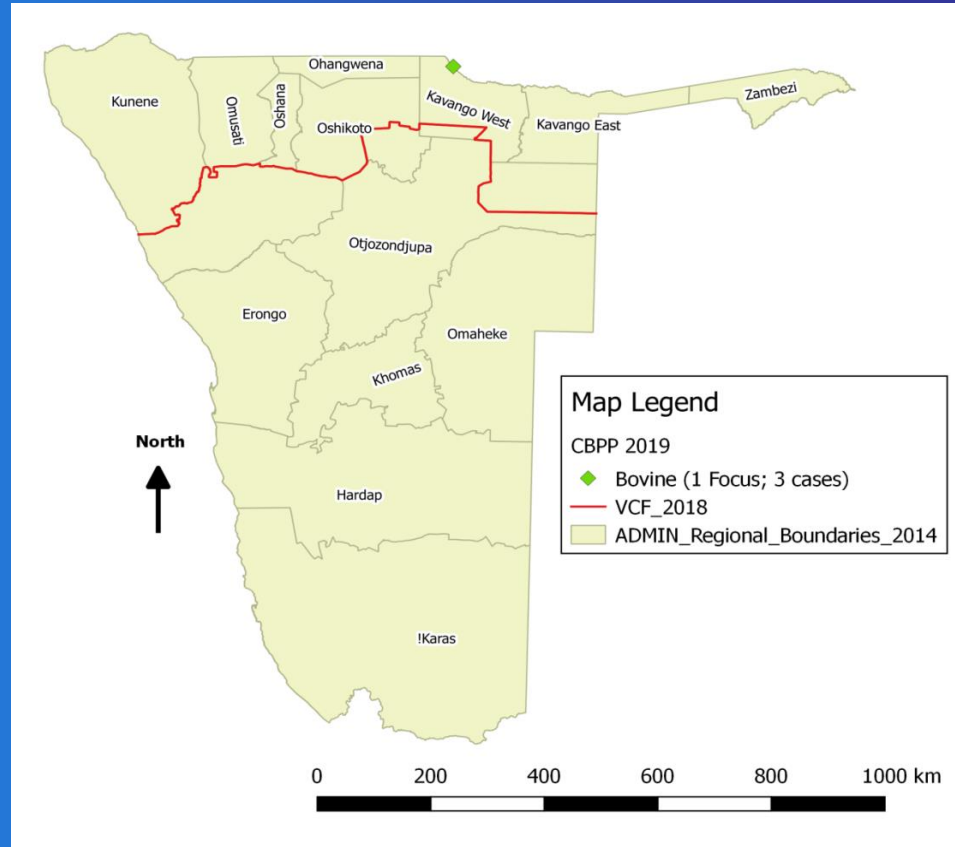 Ohangwena
Kunene
Omusati
Oshana
Oshikoto
Kavango West
Kavango East
Zambezi
Otjozondjupa
Erongo
Omaheke
Khomas
Hardap
!Karas
North
Map Legend
CBPP 2019
Bovine (1 Focus; 3 cases)
VCF_2018
ADMIN_Regional_Boundaries_2014
0 200 400 600 800 1000 km